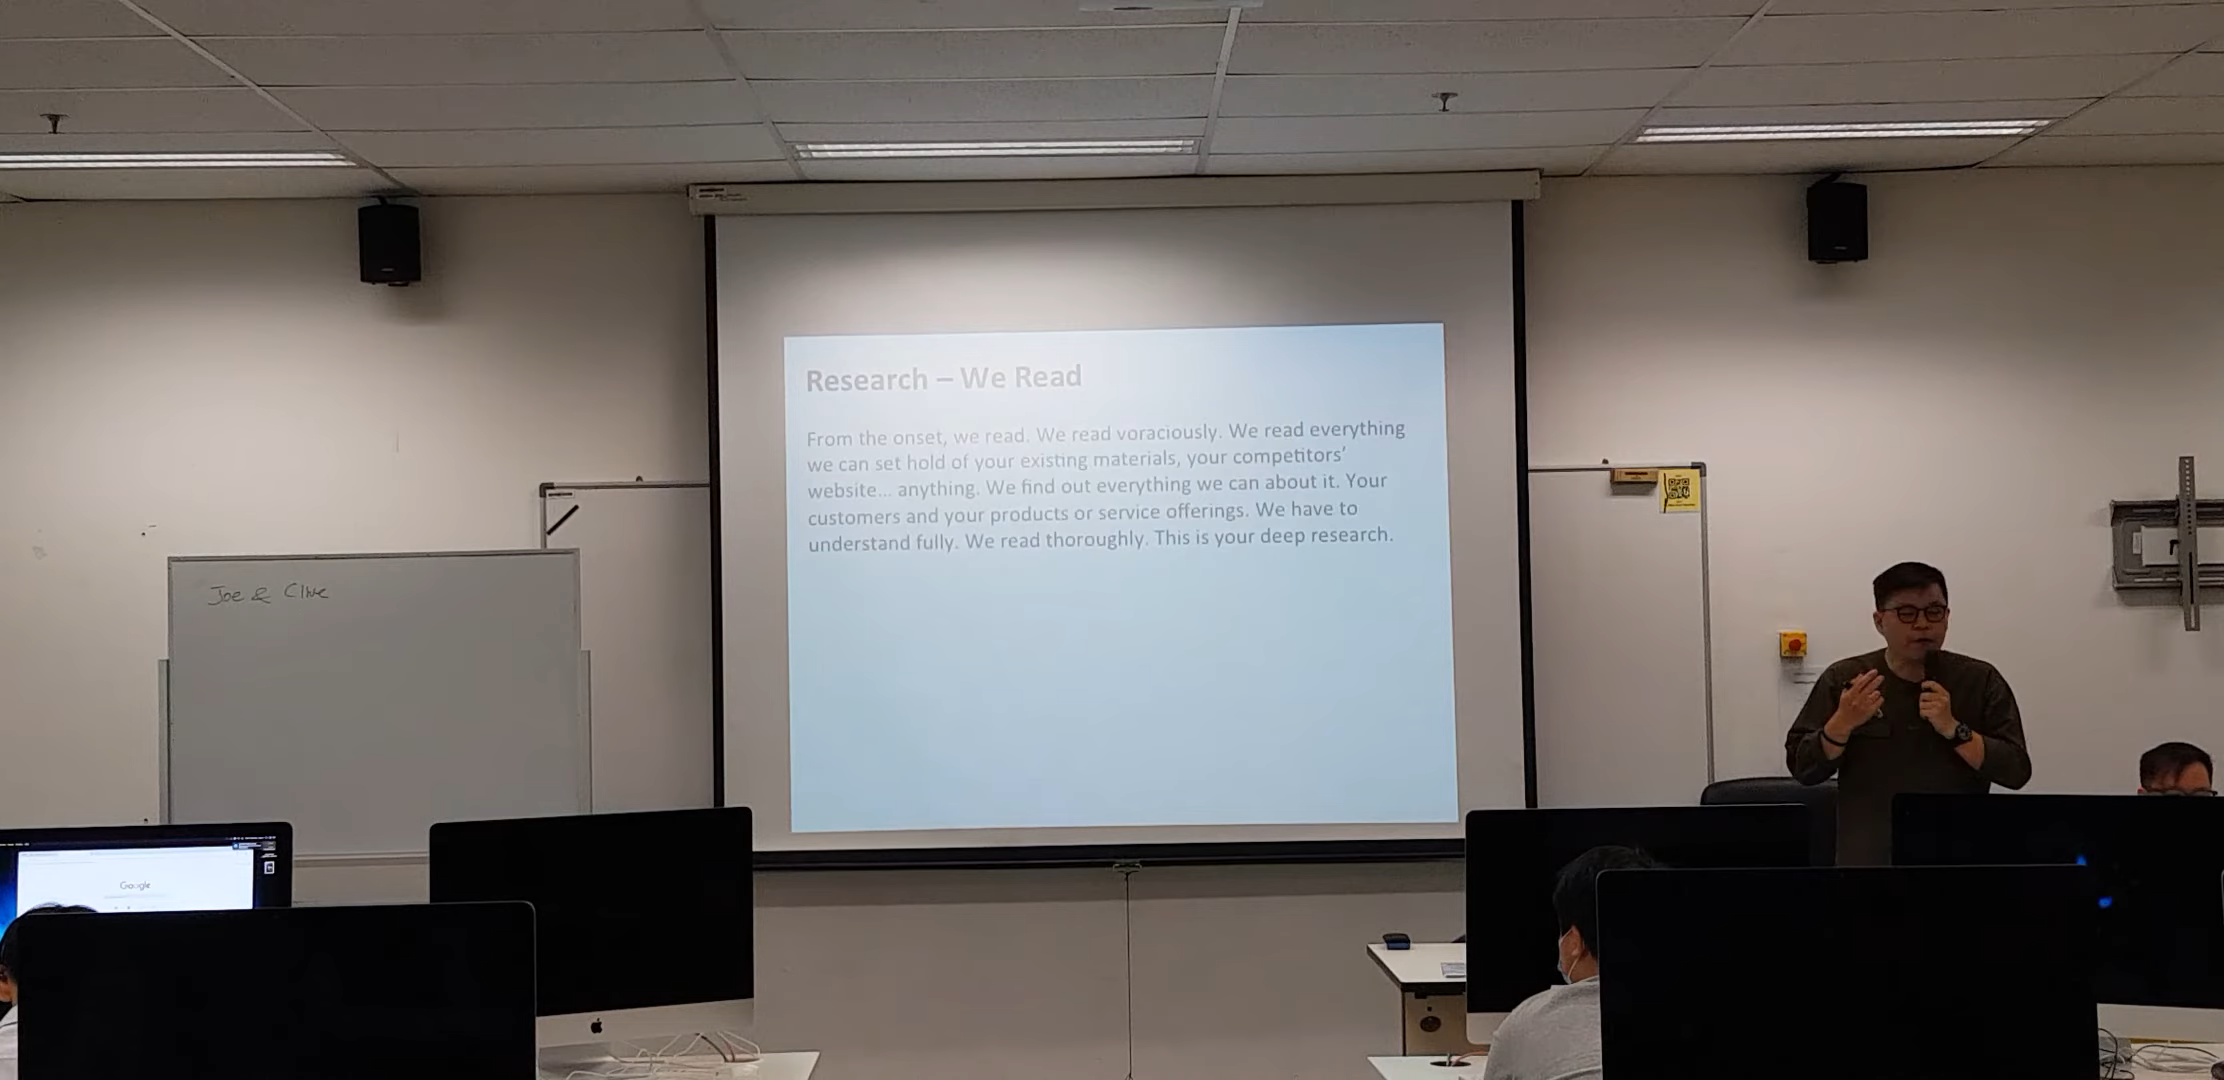 Research – We Read
From the onset, we read. We read voraciously. We read everything
we can set hold of your existing materials, your competitors'
website... anything. We find out everything we can about it. Your
customers and your products or service offerings. We have to
understand fully. We read thoroughly. This is your deep research.
Joe & Clive
Google